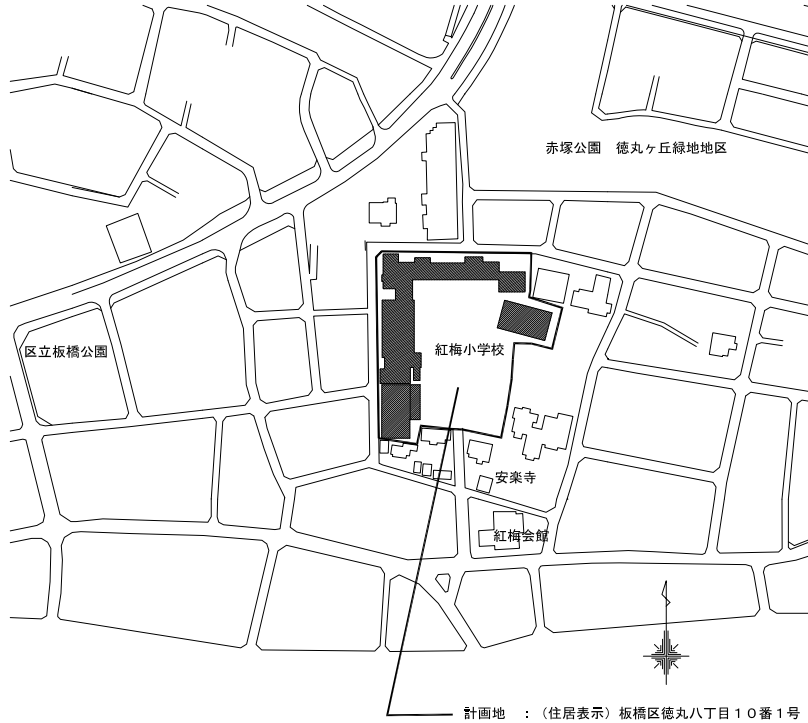 赤塚公園　徳丸ヶ丘緑地地区
区立板橋公園
紅梅小学校
安楽寺
紅梅会館
計画地　：（住居表示）板橋区徳丸八丁目１０番１号